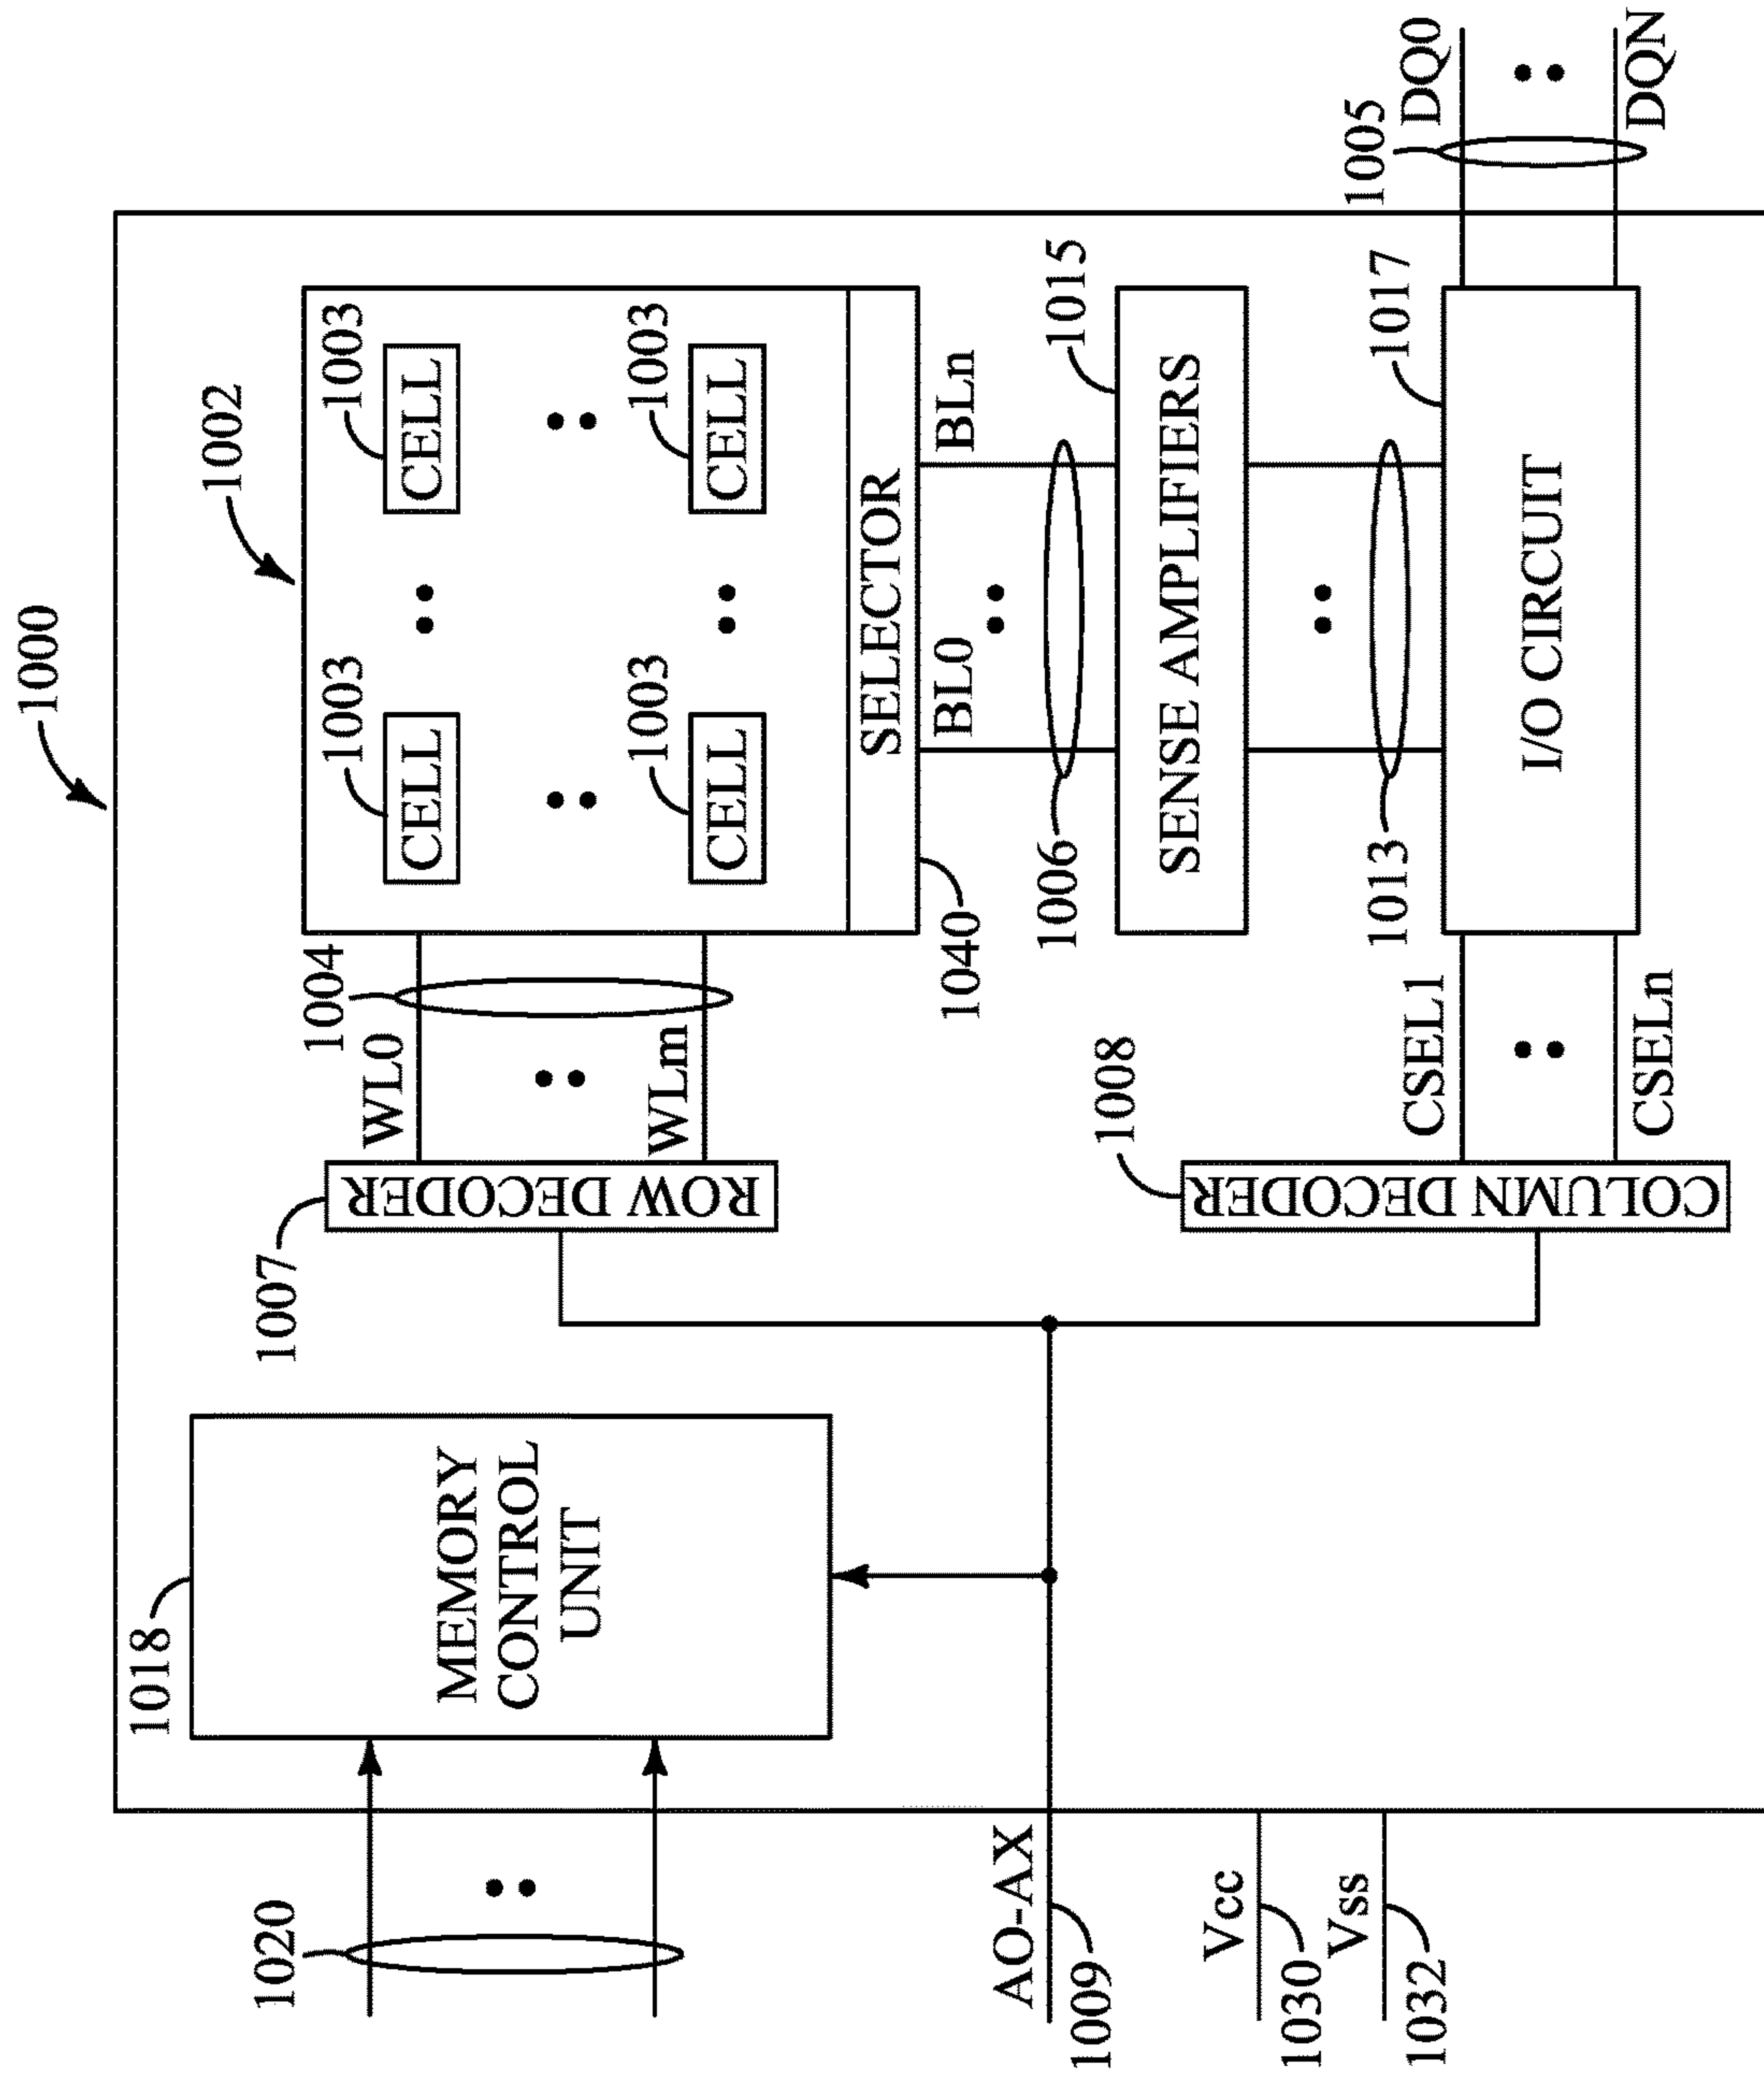 1000
1002
1018
MEMORY
CONTROL
UNIT
1020
1007
ROW DECODER
1004
WL0
WLm
1003
CELL
1003
CELL
1003
CELL
1003
CELL
SELECTOR
1040
BL0
BLn
1006
1015
SENSE AMPLIFIERS
1013
1017
I/O CIRCUIT
1008
COLUMN DECODER
CSEL1
CSELn
1005
DQ0
DQN
AO-AX
1009
Vcc
1030
Vss
1032